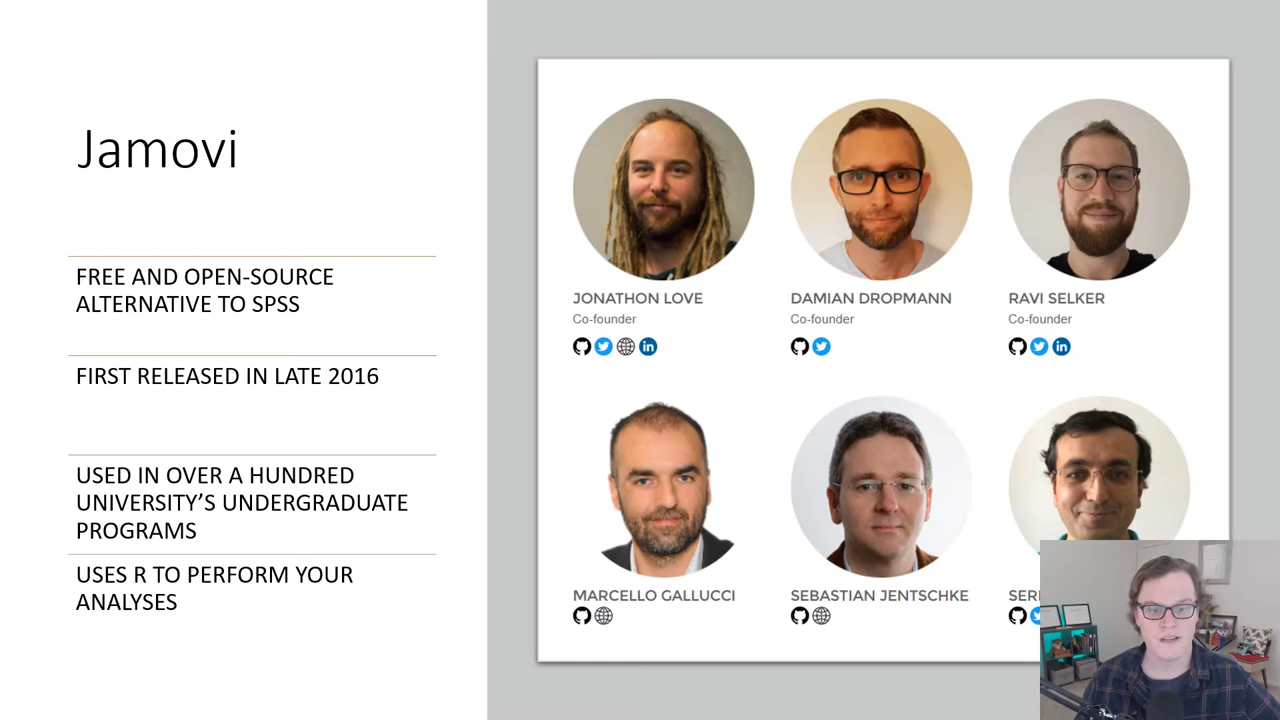 Jamovi
FREE AND OPEN-SOURCE
ALTERNATIVE TO SPSS
FIRST RELEASED IN LATE 2016
USED IN OVER A HUNDRED
UNIVERSITY’S UNDERGRADUATE
PROGRAMS
USES R TO PERFORM YOUR
ANALYSES
JONATHON LOVE
Co-founder
DAMIAN DROPMANN
Co-founder
RAVI SELKER
Co-founder
MARCELLO GALLUCCI
SEBASTIAN JENTSCHKE